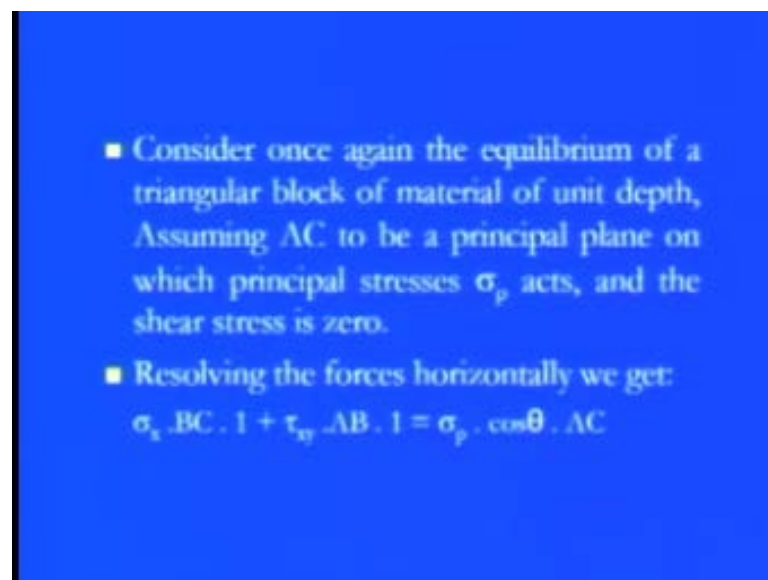 ▪ Consider once again the equilibrium of a
triangular block of material of unit depth,
Assuming AC to be a principal plane on
which principal stresses σp acts, and the
shear stress is zero.
▪ Resolving the forces horizontally we get:
σx .BC . 1 + τxy .AB . 1 = σp . cosθ . AC